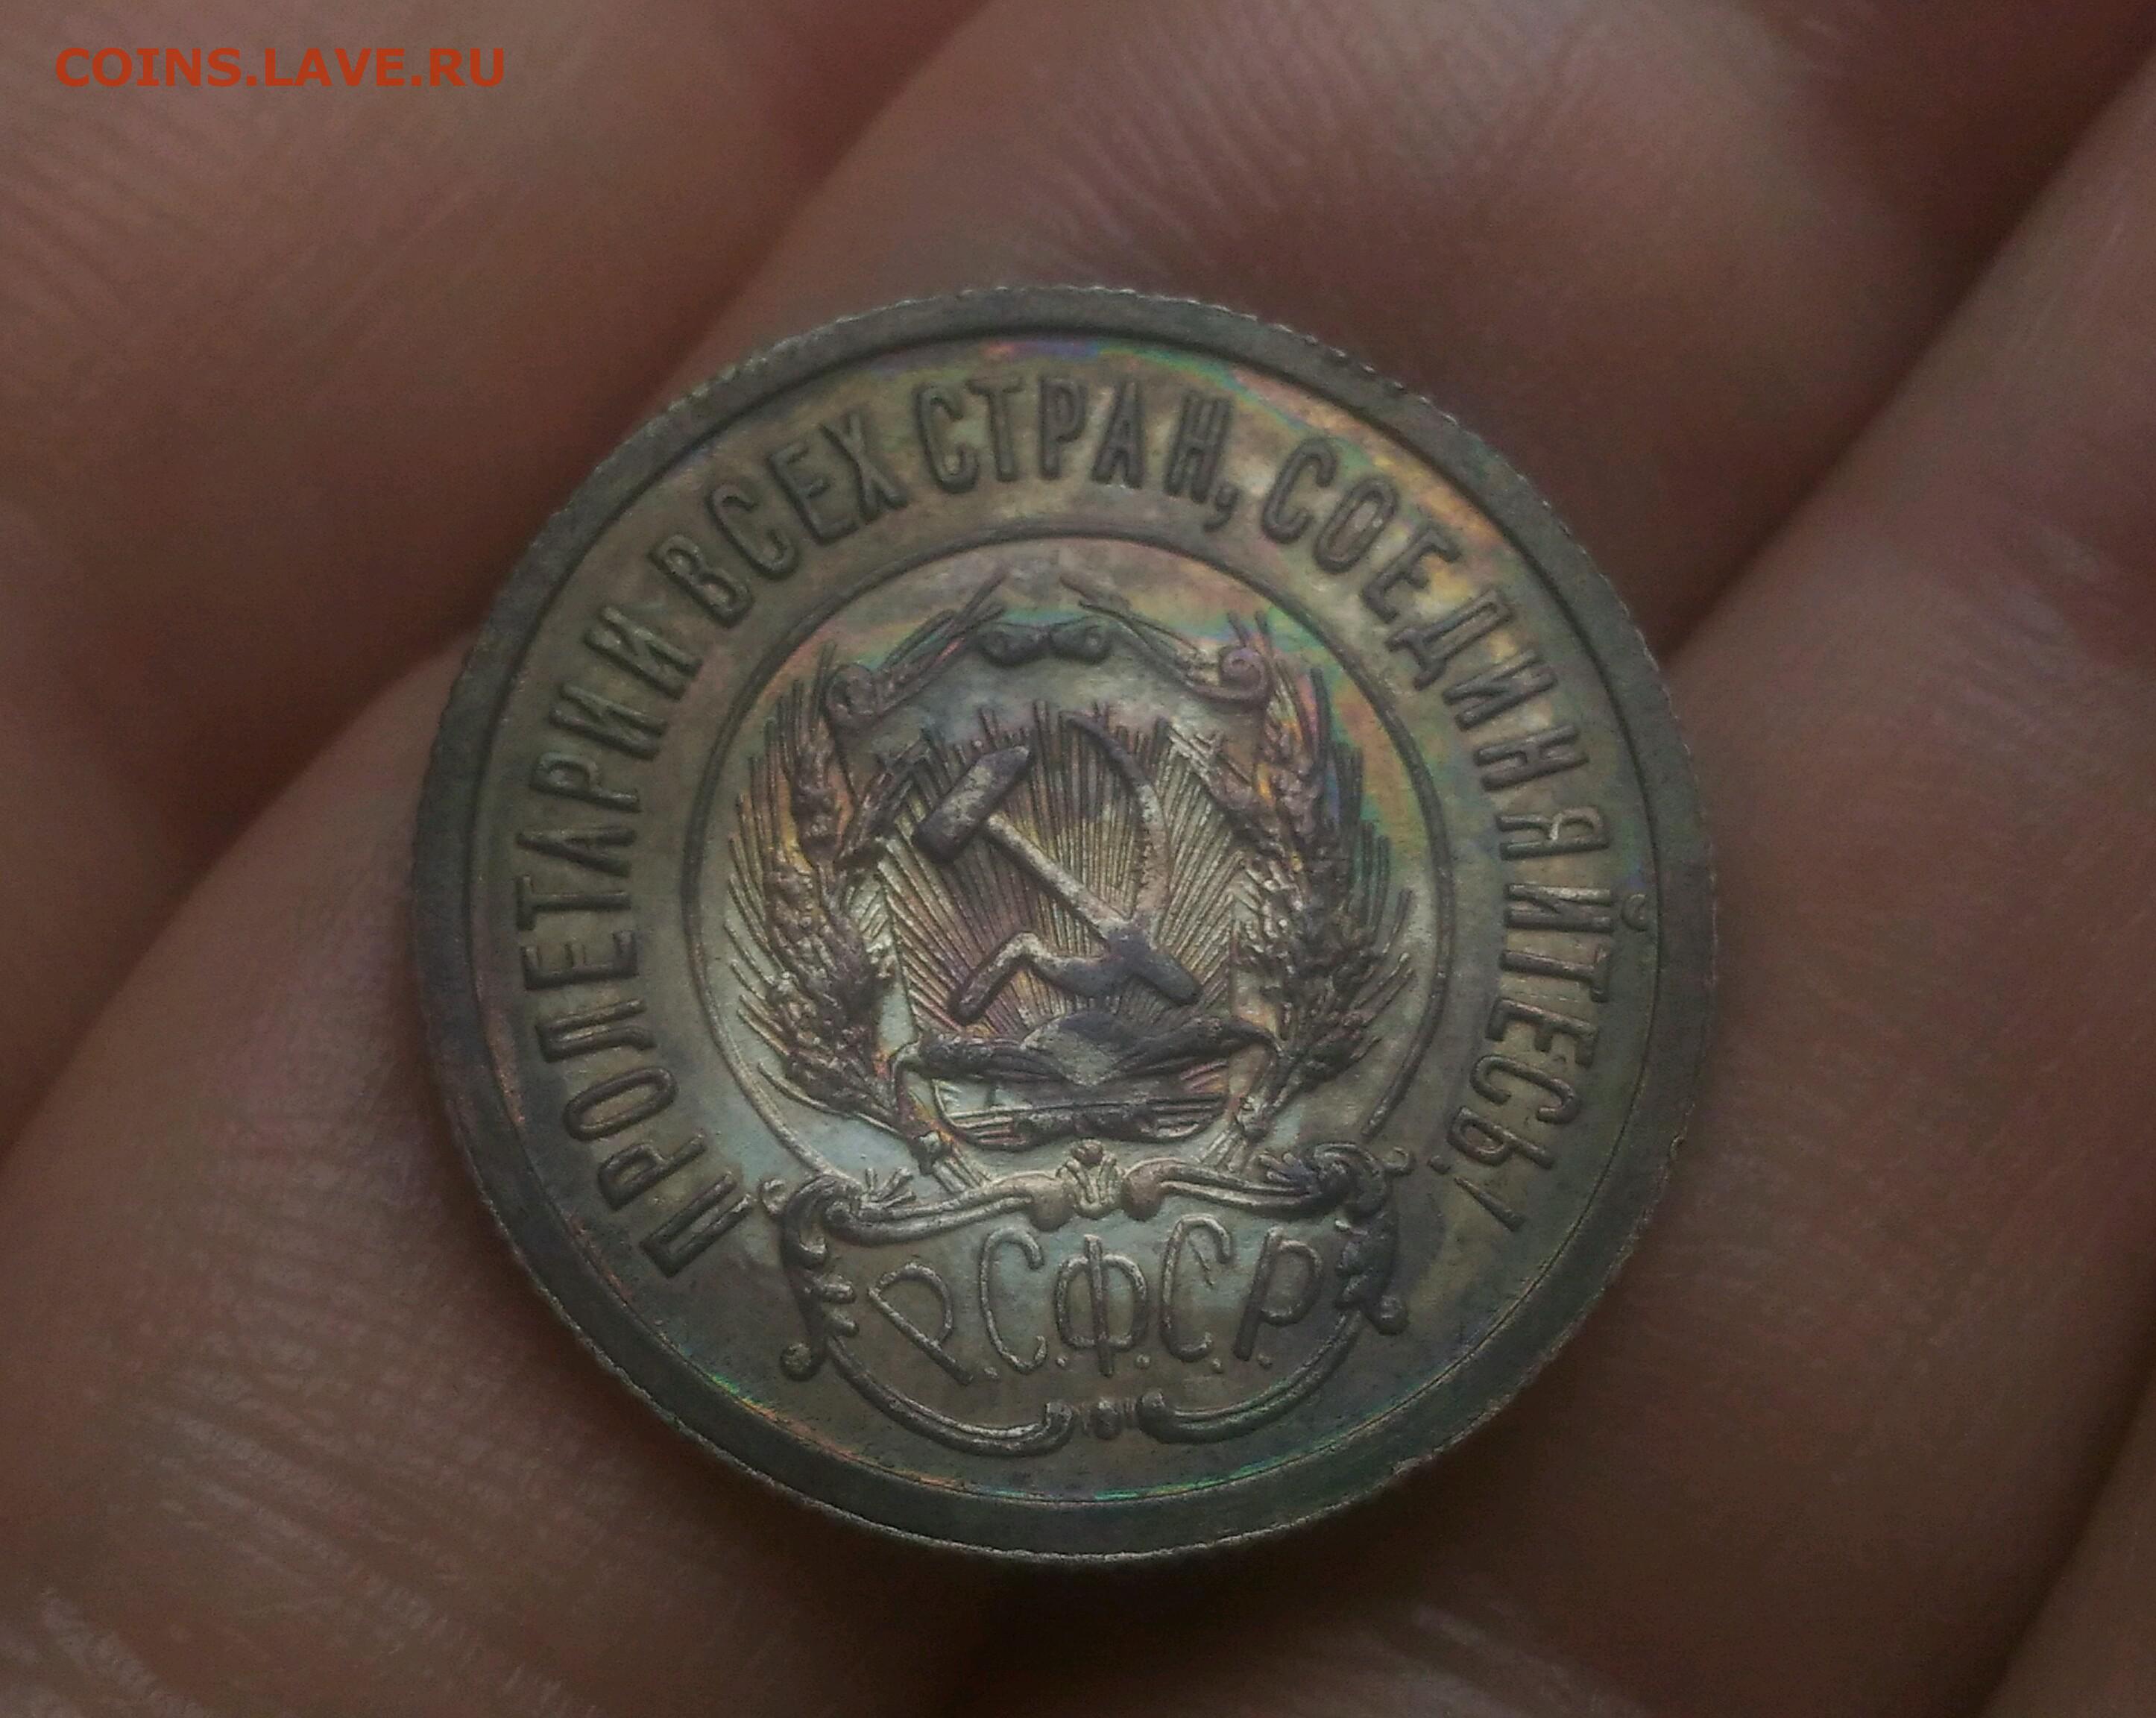 COINS.LAVE.RU
ПРОЛЕТАРИИ ВСЕХ СТРАН, СОЕДИНЯЙТЕСЬ!
Р.С.Ф.С.Р.